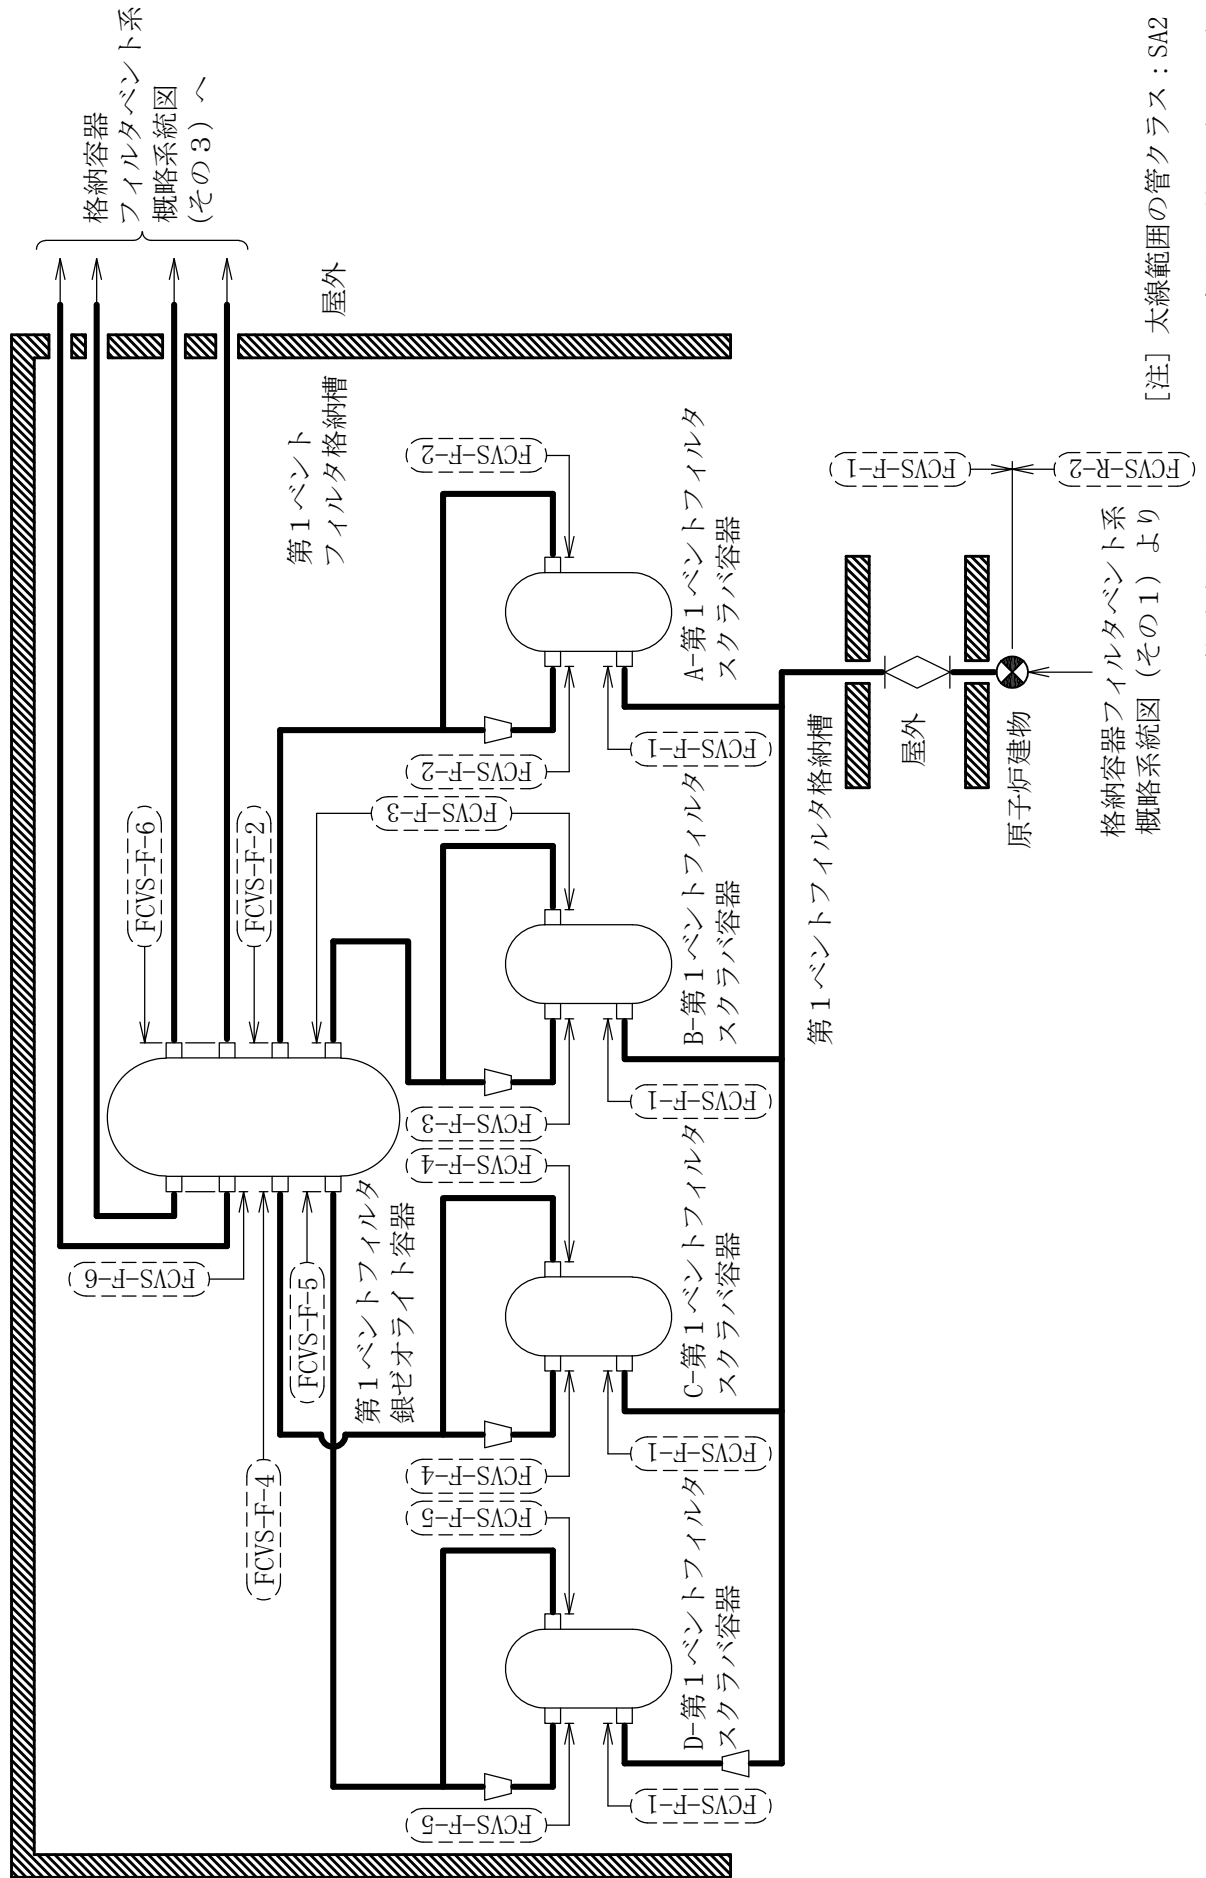 格納容器
フィルタベント系
概略系統図
(その3) へ
屋外
第1ベント
フィルタ格納槽
FCVS-F-6
FCVS-F-2
FCVS-F-3
FCVS-F-2
FCVS-F-2
FCVS-F-1
A-第1ベントフィルタ
スクラバ容器
FCVS-F-6
FCVS-F-4
FCVS-F-5
第1ベントフィルタ
銀ゼオライト容器
FCVS-F-3
FCVS-F-1
B-第1ベントフィルタ
スクラバ容器
FCVS-F-4
FCVS-F-4
FCVS-F-1
C-第1ベントフィルタ
スクラバ容器
FCVS-F-5
FCVS-F-5
FCVS-F-1
D-第1ベントフィルタ
スクラバ容器
第1ベントフィルタ格納槽
屋外
原子炉建物
FCVS-F-1
FCVS-R-2
格納容器フィルタベント系
概略系統図 (その1) より
[注] 太線範囲の管クラス：SA2